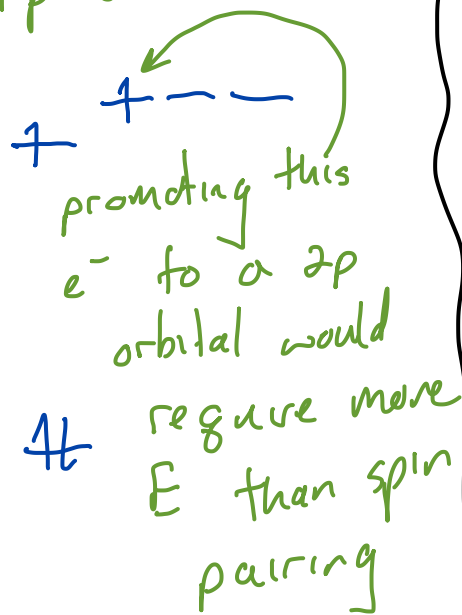 promoting this
e⁻ to a 2p
orbital would
require more
E than spin
pairing